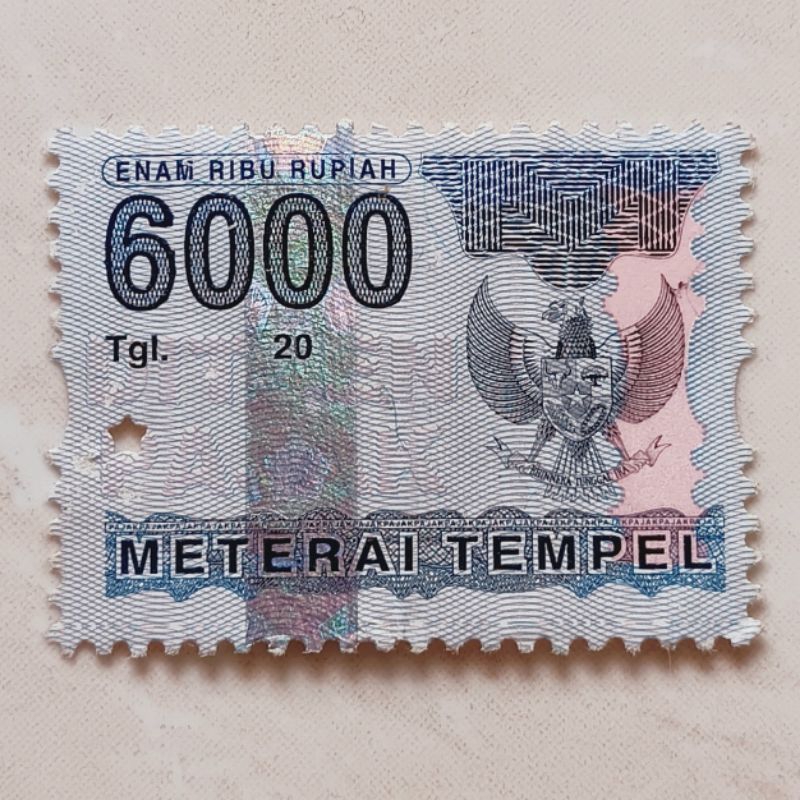 ENAM RIBU RUPIAH
6000
Tgl. 20
BHINNEKA TUNGGAL IKA
METERAI TEMPEL